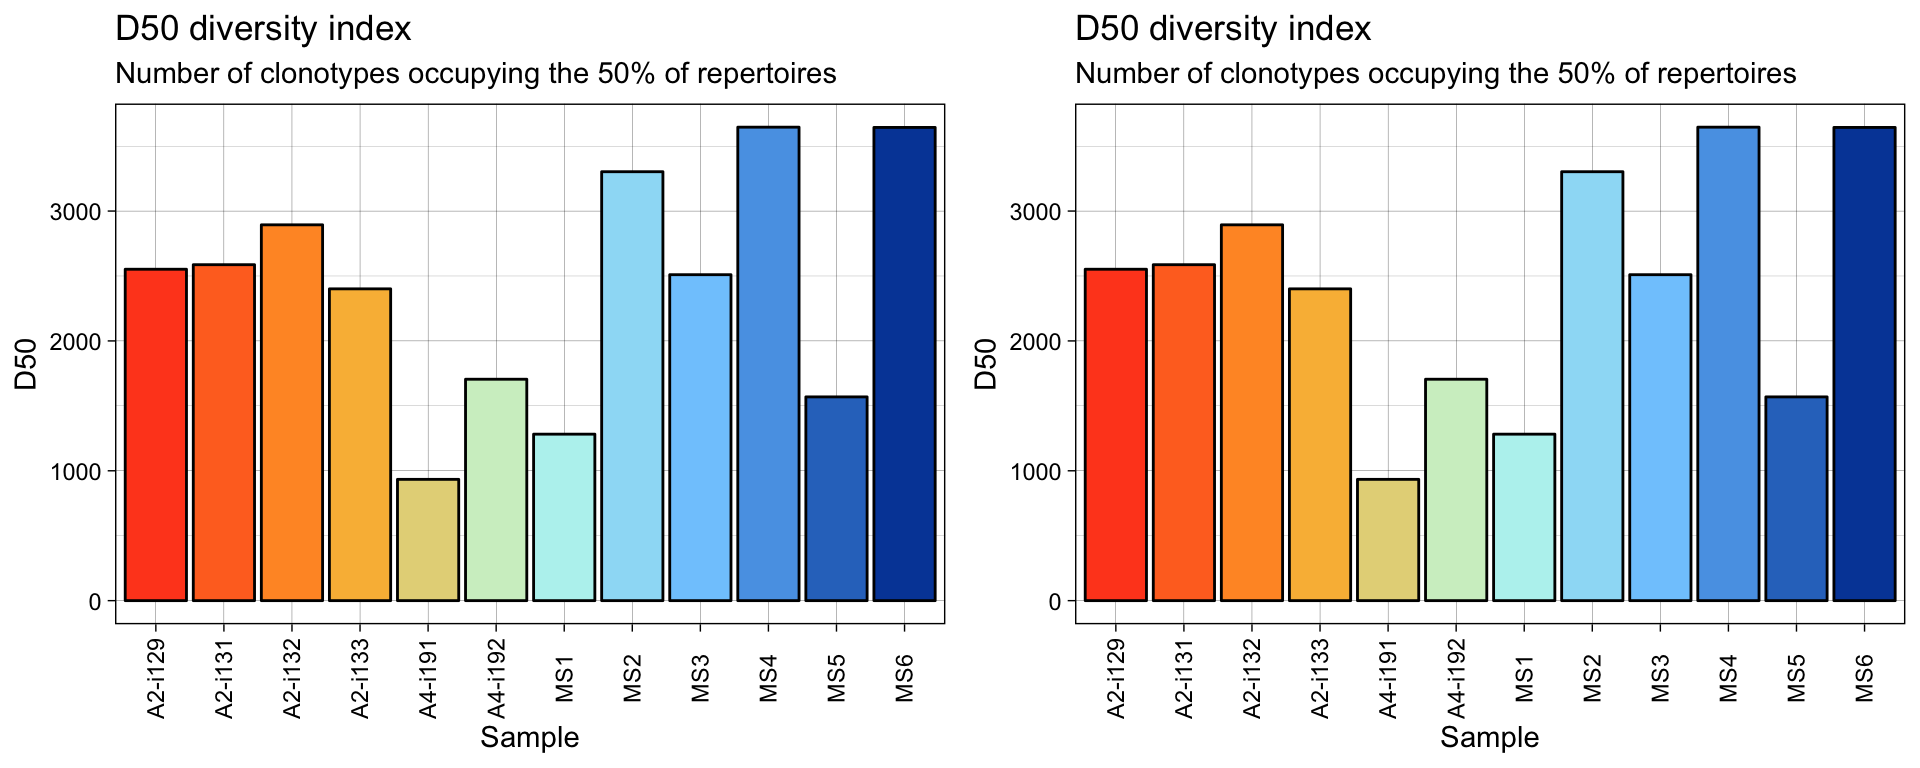 D50 diversity index
Number of clonotypes occupying the 50% of repertoires
D50
3000
2000
1000
0
A2-i129
A2-i131
A2-i132
A2-i133
A4-i191
A4-i192
MS1
MS2
MS3
MS4
MS5
MS6
Sample
D50 diversity index
Number of clonotypes occupying the 50% of repertoires
D50
3000
2000
1000
0
A2-i129
A2-i131
A2-i132
A2-i133
A4-i191
A4-i192
MS1
MS2
MS3
MS4
MS5
MS6
Sample